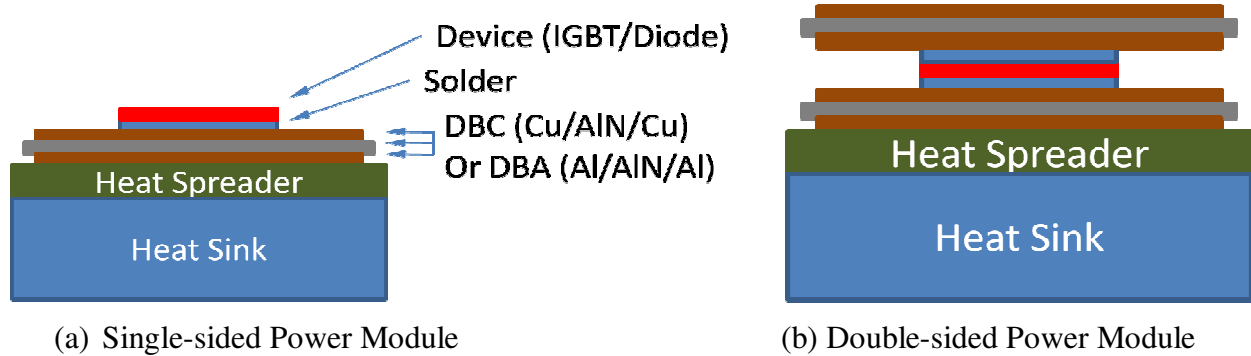 Device (IGBT/Diode)
Solder
DBC (Cu/AlN/Cu)
Or DBA (Al/AlN/Al)
Heat Spreader
Heat Sink
(a) Single-sided Power Module
Heat Spreader
Heat Sink
(b) Double-sided Power Module